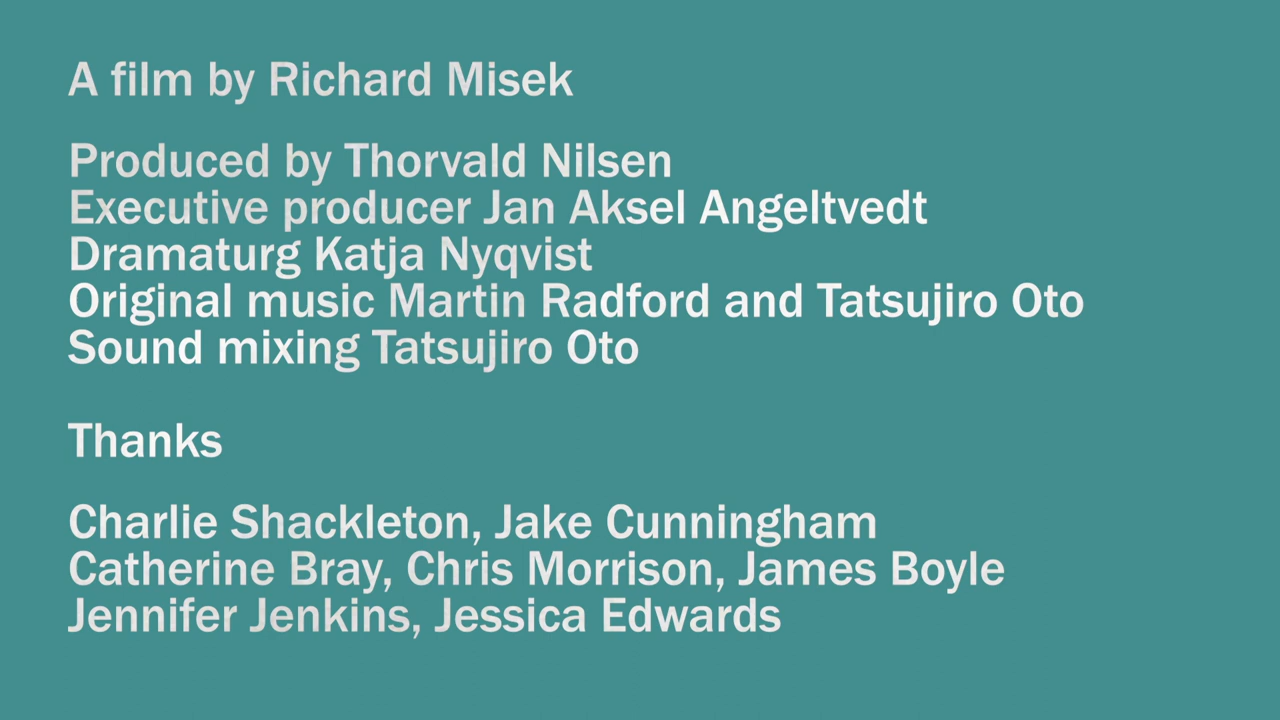 A film by Richard Misek
Produced by Thorvald Nilsen
Executive producer Jan Aksel Angeltvedt
Dramaturg Katja Nyqvist
Original music Martin Radford and Tatsujiro Oto
Sound mixing Tatsujiro Oto
Thanks
Charlie Shackleton, Jake Cunningham
Catherine Bray, Chris Morrison, James Boyle
Jennifer Jenkins, Jessica Edwards